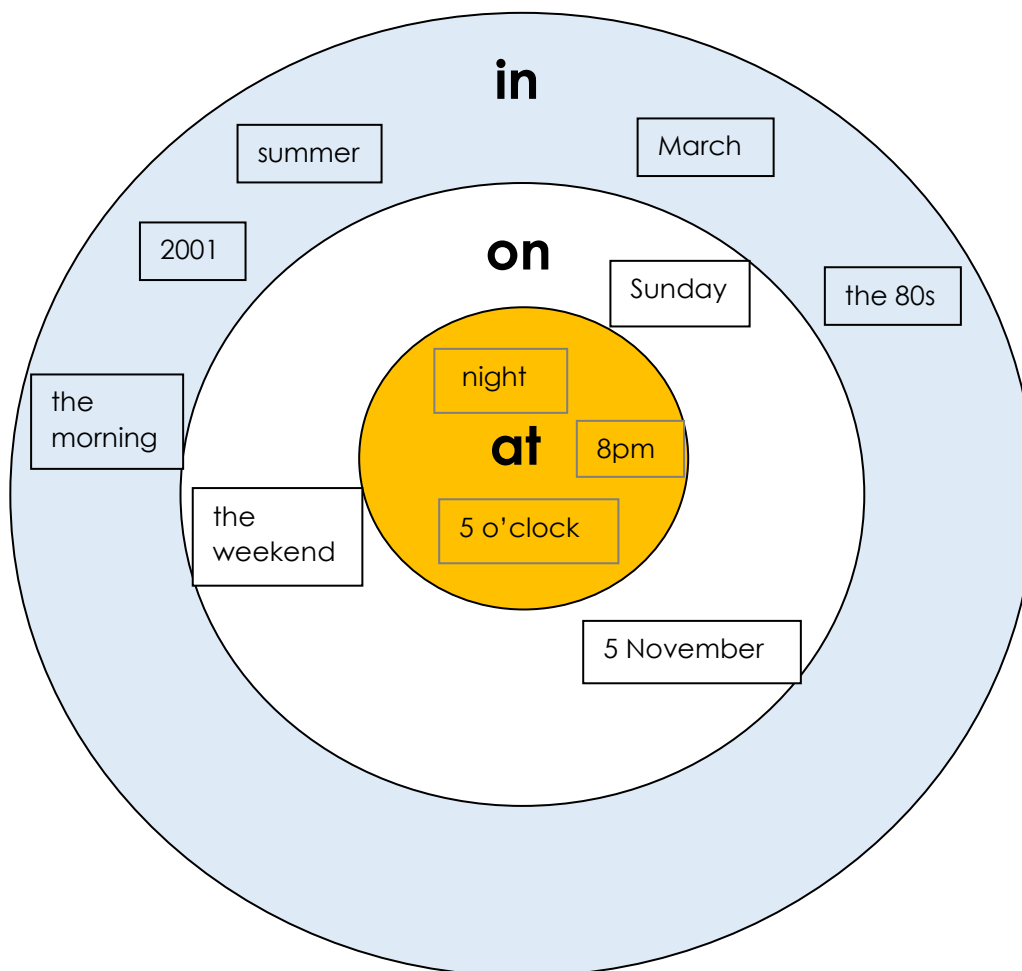 in
summer
March
2001
on
Sunday
the 80s
night
the
morning
at
8pm
the
weekend
5 o’clock
5 November